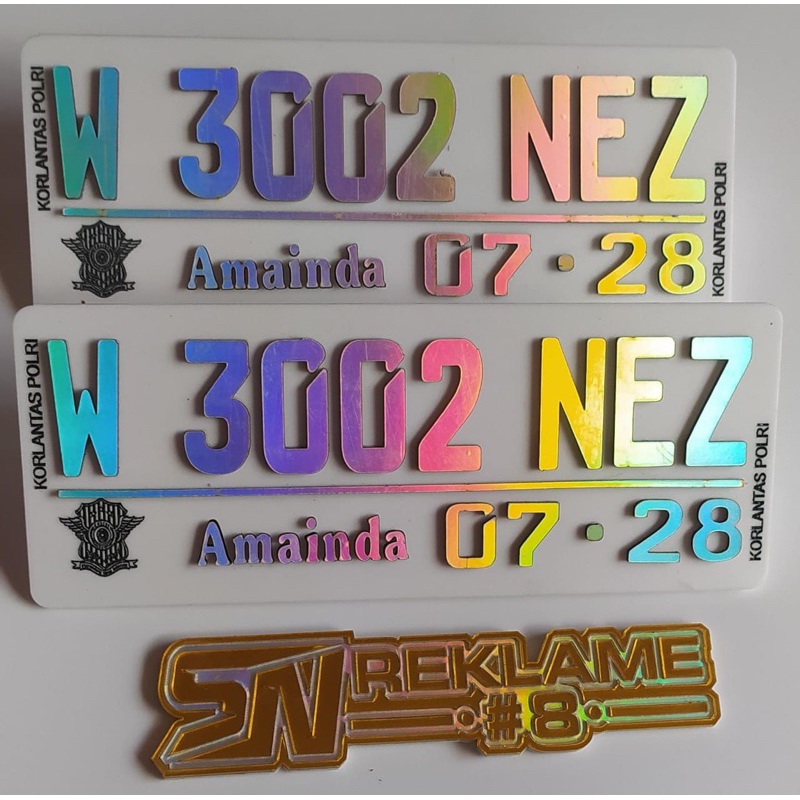 KORLANTAS POLRI
W 3002 NEZ
Amainda 07·28
KORLANTAS POLRI
KORLANTAS POLRI
W 3002 NEZ
Amainda 07·28
KORLANTAS POLRI
SN REKLAME
#8